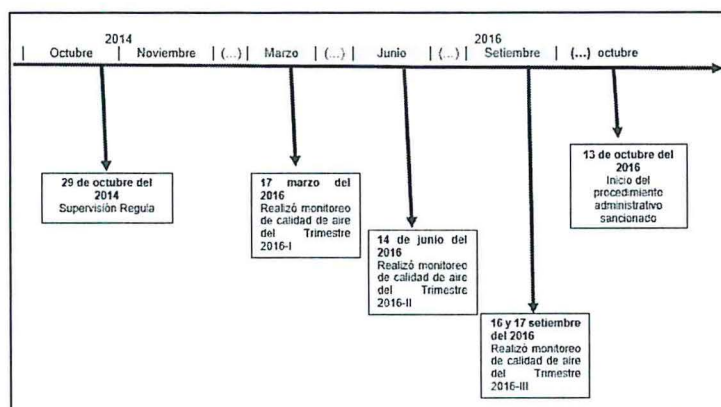 2014 2016
Octubre Noviembre (...) Marzo (...) Junio (...) Setiembre (...) octubre
29 de octubre del
2014
Supervisión Regula
17 marzo del
2016
Realizó monitoreo
de calidad de aire
del Trimestre
2016-I
14 de junio del
2016
Realizó monitoreo
de calidad de aire
del Trimestre
2016-II
16 y 17 setiembre
del 2016
Realizó monitoreo
de calidad de aire
del Trimestre
2016-III
13 de octubre del
2016
Inicio del
procedimiento
administrativo
sancionado